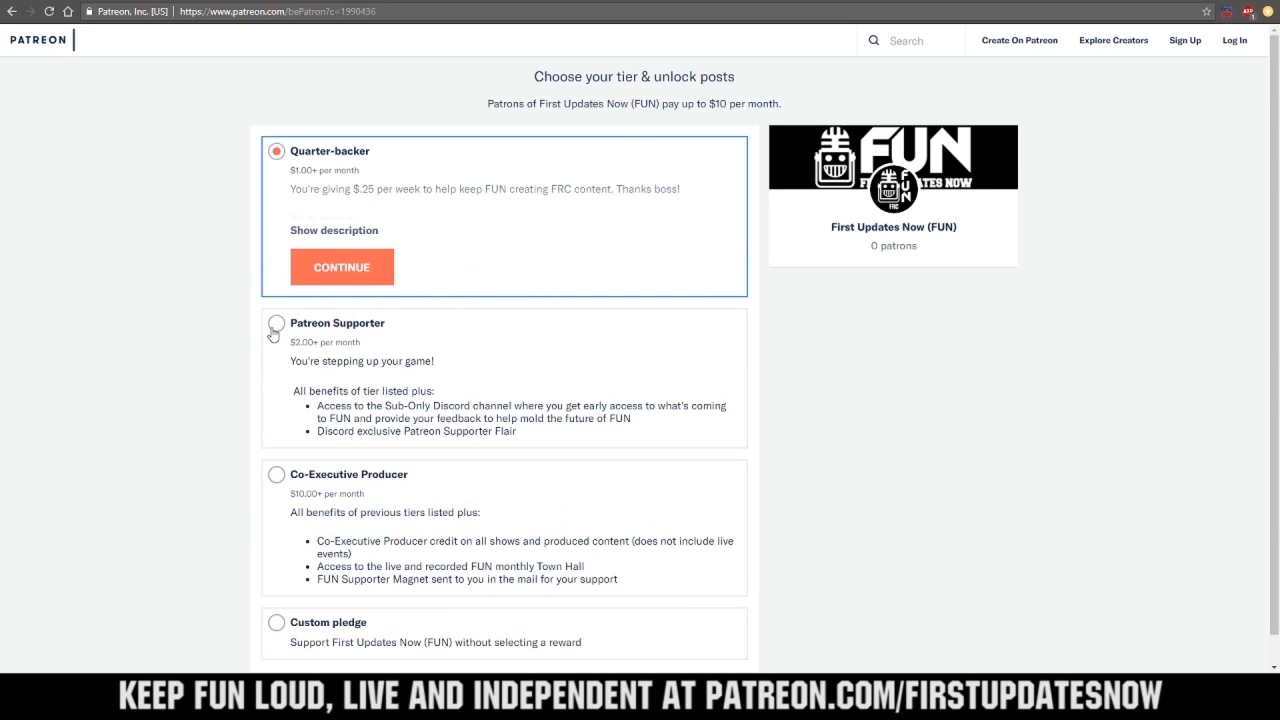 Patreon, Inc. [US] | https://www.patreon.com/bePatron?c=1990436
PATREON
Search
Create On Patreon
Explore Creators
Sign Up
Log In
Choose your tier & unlock posts
Patrons of First Updates Now (FUN) pay up to $10 per month.
Quarter-backer
$1.00+ per month
You're giving $.25 per week to help keep FUN creating FRC content. Thanks boss!
Show description
CONTINUE
FUN
FUN
FRC
First Updates Now (FUN)
0 patrons
Patreon Supporter
$2.00+ per month
You're stepping up your game!
All benefits of tier listed plus:
• Access to the Sub-Only Discord channel where you get early access to what's coming
to FUN and provide your feedback to help mold the future of FUN
• Discord exclusive Patreon Supporter Flair
Co-Executive Producer
$10.00+ per month
All benefits of previous tiers listed plus:
• Co-Executive Producer credit on all shows and produced content (does not include live
events)
• Access to the live and recorded FUN monthly Town Hall
• FUN Supporter Magnet sent to you in the mail for your support
Custom pledge
Support First Updates Now (FUN) without selecting a reward
KEEP FUN LOUD, LIVE AND INDEPENDENT AT PATREON.COM/FIRSTUPDATESNOW